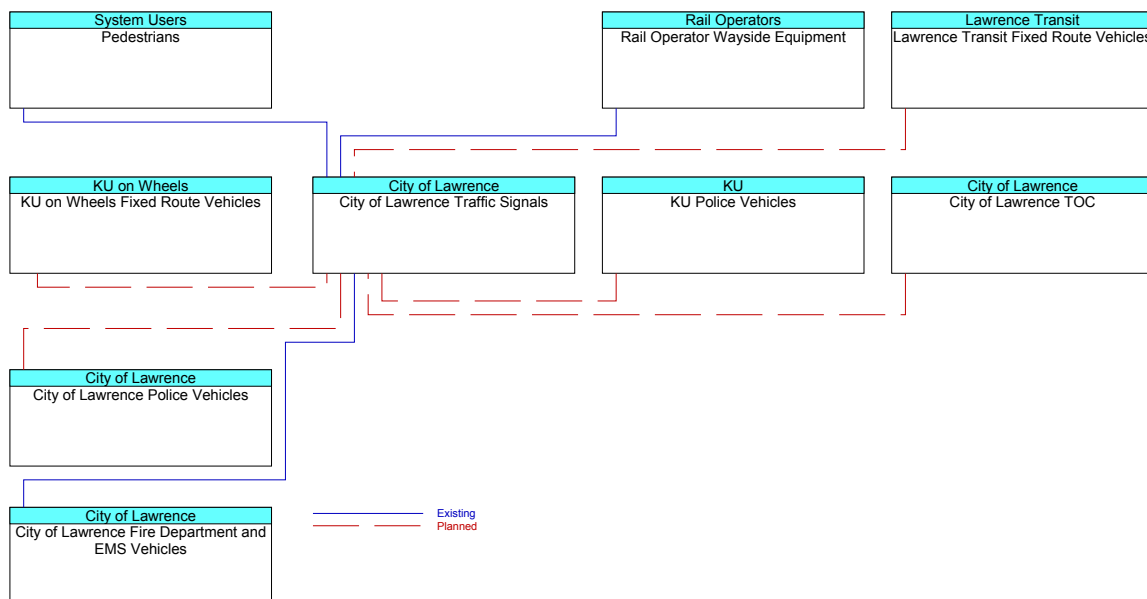 System Users
Pedestrians
Rail Operators
Rail Operator Wayside Equipment
Lawrence Transit
Lawrence Transit Fixed Route Vehicles
KU on Wheels
KU on Wheels Fixed Route Vehicles
City of Lawrence
City of Lawrence Traffic Signals
KU
KU Police Vehicles
City of Lawrence
City of Lawrence TOC
City of Lawrence
City of Lawrence Police Vehicles
City of Lawrence
City of Lawrence Fire Department and
EMS Vehicles
Existing
Planned